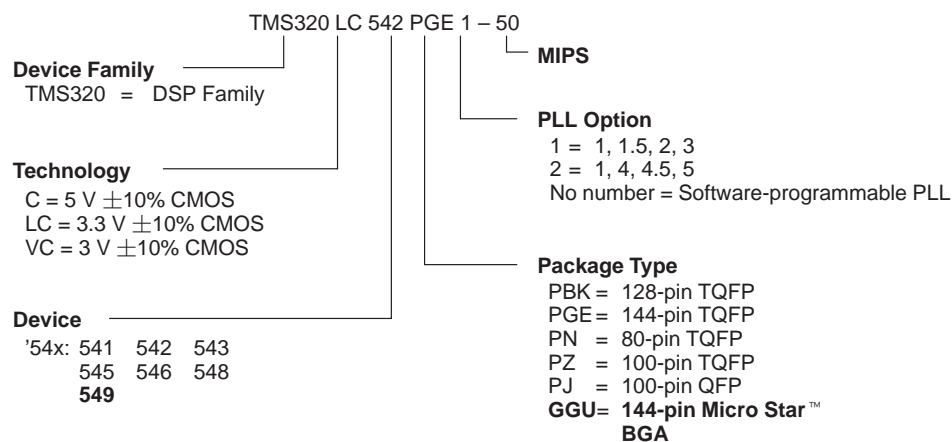 TMS320 LC 542 PGE 1 – 50
Device Family
TMS320 = DSP Family
Technology
C = 5 V ±10% CMOS
LC = 3.3 V ±10% CMOS
VC = 3 V ±10% CMOS
Device
'54x: 541 542 543
545 546 548
549
MIPS
PLL Option
1 = 1, 1.5, 2, 3
2 = 1, 4, 4.5, 5
No number = Software-programmable PLL
Package Type
PBK = 128-pin TQFP
PGE = 144-pin TQFP
PN = 80-pin TQFP
PZ = 100-pin TQFP
PJ = 100-pin QFP
GGU= 144-pin Micro Star™
BGA